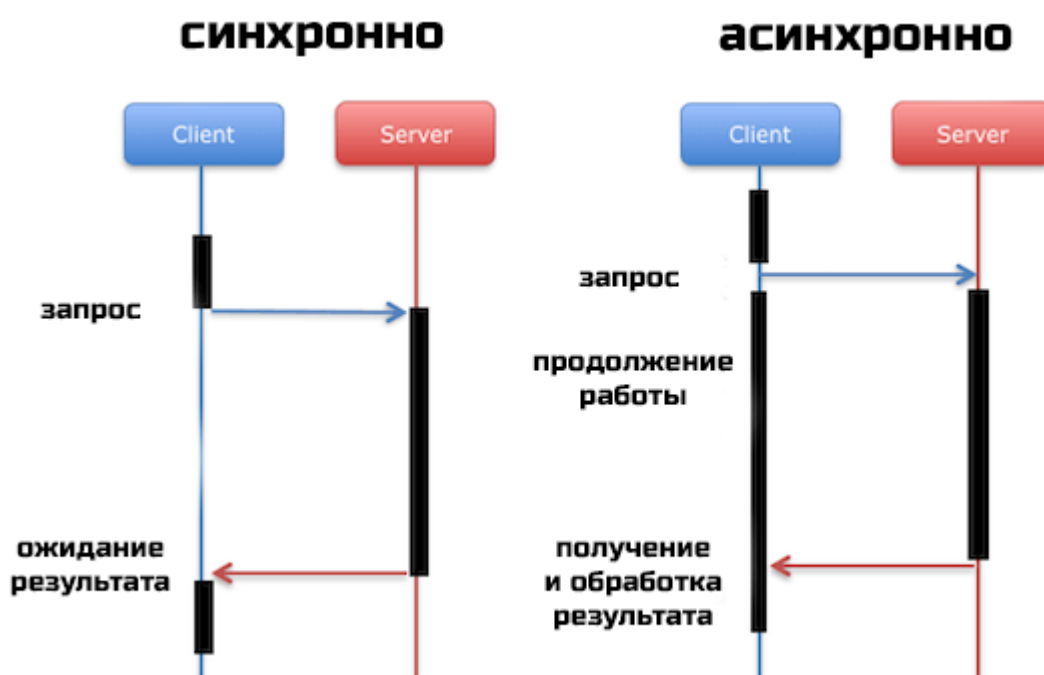 синхронно
Client
Server
запрос
ожидание
результата
асинхронно
Client
Server
запрос
продолжение
работы
получение
и обработка
результата